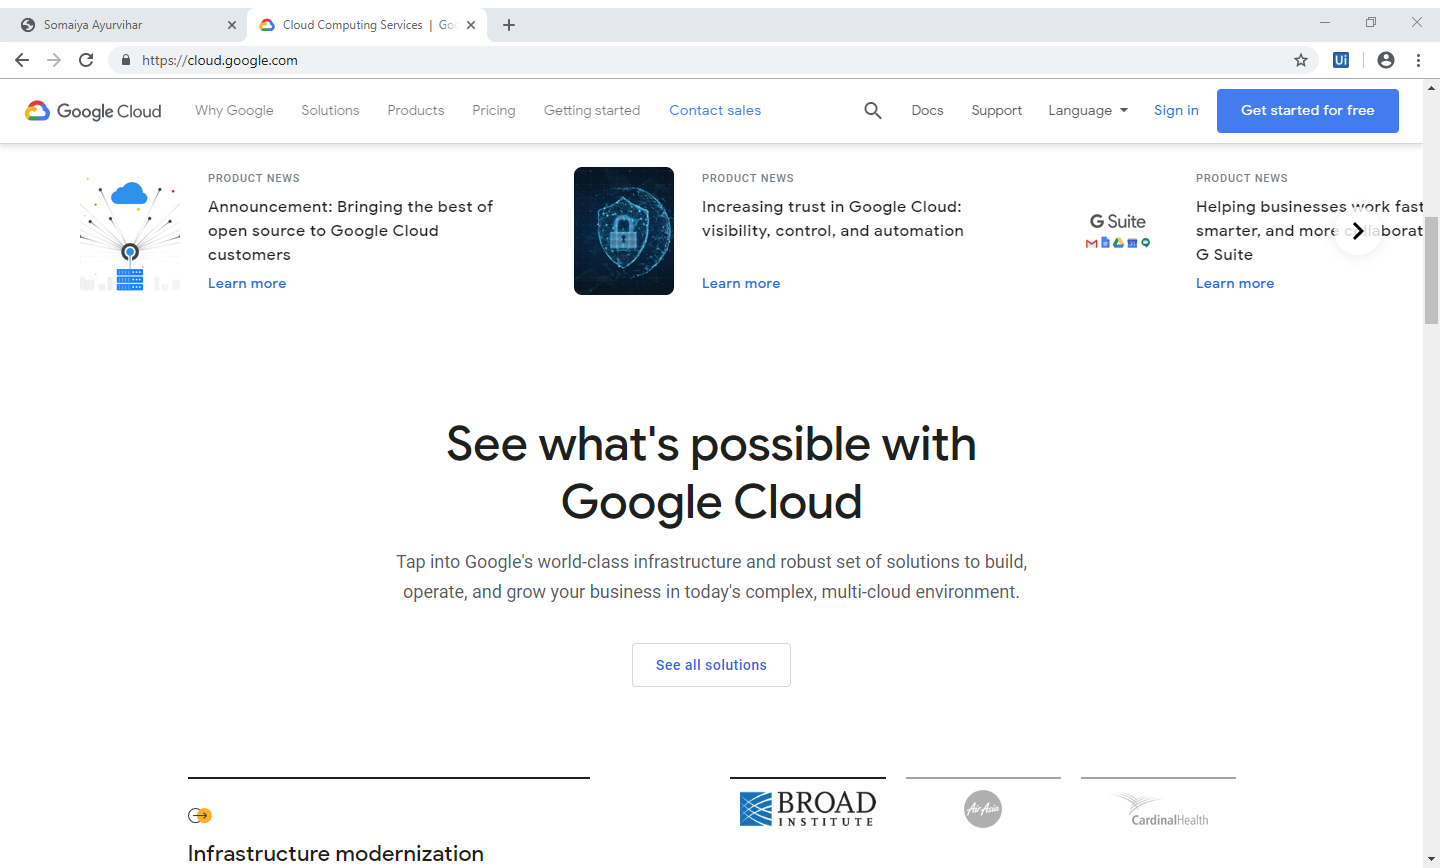 Somaiya Ayurvihar
Cloud Computing Services | Goo
https://cloud.google.com
Ui
Google Cloud
Why Google
Solutions
Products
Pricing
Getting started
Contact sales
Docs
Support
Language
Sign in
Get started for free
PRODUCT NEWS
Announcement: Bringing the best of
open source to Google Cloud
customers
Learn more
PRODUCT NEWS
Increasing trust in Google Cloud:
visibility, control, and automation
Learn more
G Suite
PRODUCT NEWS
Helping businesses work fast
smarter, and more collaborat
G Suite
Learn more
See what's possible with
Google Cloud
Tap into Google's world-class infrastructure and robust set of solutions to build,
operate, and grow your business in today's complex, multi-cloud environment.
See all solutions
Infrastructure modernization
BROAD
INSTITUTE
AirAsia
CardinalHealth